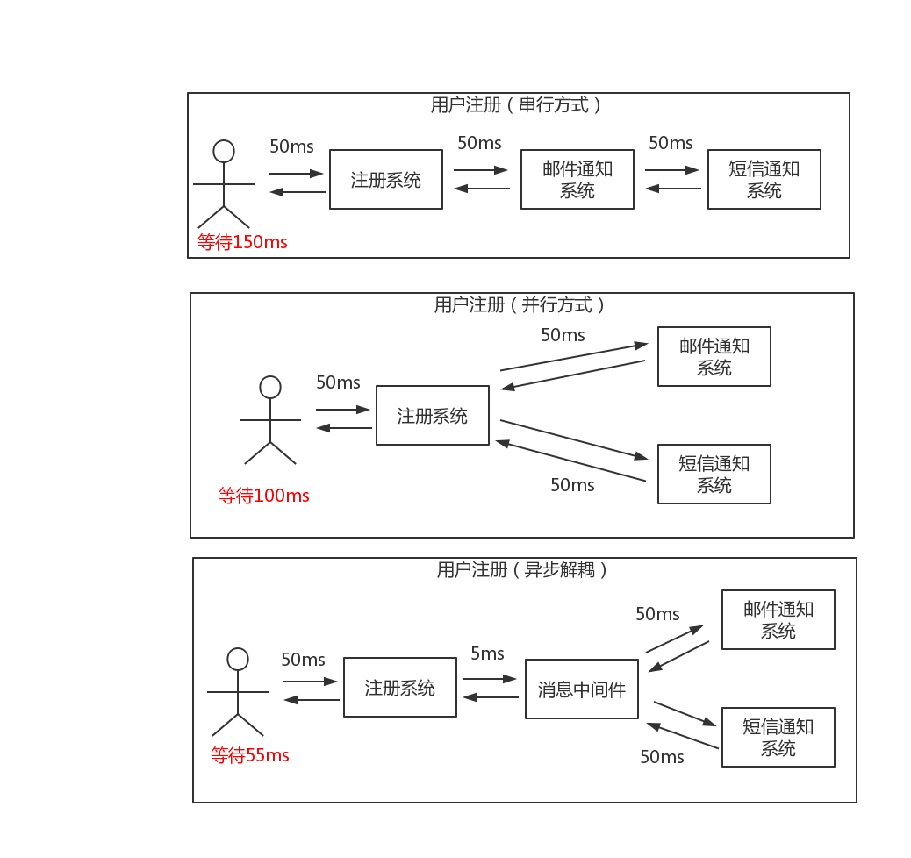 用户注册（串行方式）
50ms
50ms
50ms
注册系统
邮件通知
系统
短信通知
系统
等待150ms
用户注册（并行方式）
50ms
邮件通知
系统
50ms
注册系统
短信通知
系统
50ms
等待100ms
用户注册（异步解耦）
50ms
邮件通知
系统
50ms
5ms
注册系统
消息中间件
短信通知
系统
50ms
等待55ms